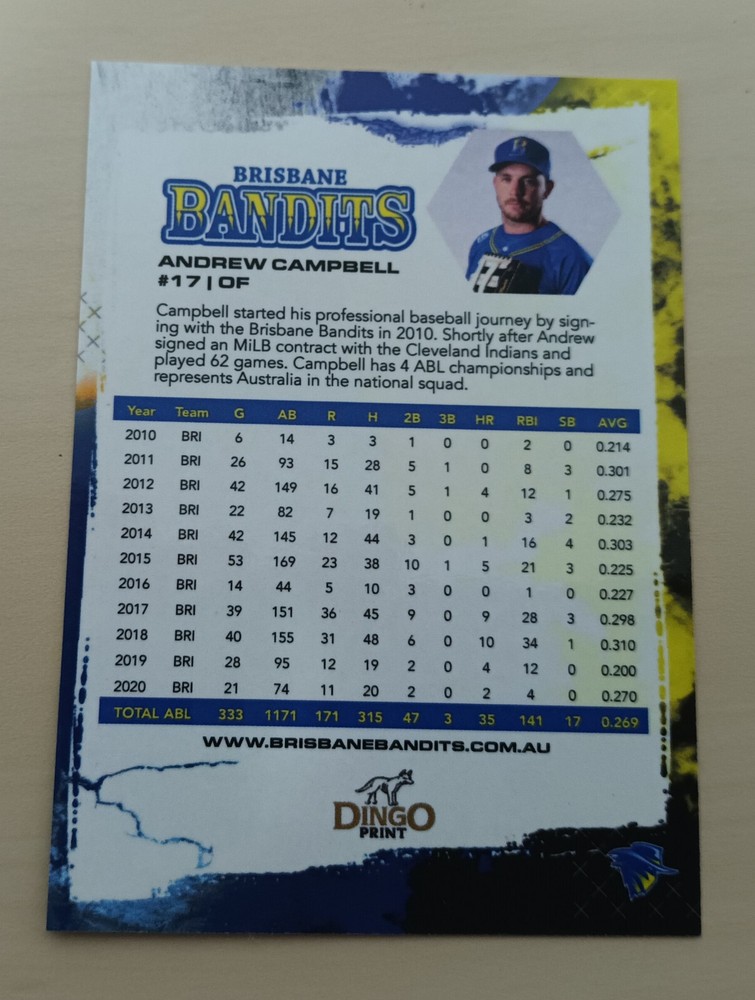 BRISBANE
BANDITS
ANDREW CAMPBELL
#17 | OF
Campbell started his professional baseball journey by sign-
ing with the Brisbane Bandits in 2010. Shortly after Andrew
signed an MiLB contract with the Cleveland Indians and
played 62 games. Campbell has 4 ABL championships and
represents Australia in the national squad.
Year Team G AB R H 2B 3B HR RBI SB AVG
2010 BRI 6 14 3 3 1 0 0 2 0 0.214
2011 BRI 26 93 15 28 5 1 0 8 3 0.301
2012 BRI 42 149 16 41 5 1 4 12 1 0.275
2013 BRI 22 82 7 19 1 0 0 3 2 0.232
2014 BRI 42 145 12 44 3 0 1 16 4 0.303
2015 BRI 53 169 23 38 10 1 5 21 3 0.225
2016 BRI 14 44 5 10 3 0 0 1 0 0.227
2017 BRI 39 151 36 45 9 0 9 28 3 0.298
2018 BRI 40 155 31 48 6 0 10 34 1 0.310
2019 BRI 28 95 12 19 2 0 4 12 0 0.200
2020 BRI 21 74 11 20 2 0 2 4 0 0.270
TOTAL ABL 333 1171 171 315 47 3 35 141 17 0.269
WWW.BRISBANEBANDITS.COM.AU
DINGO
PRINT